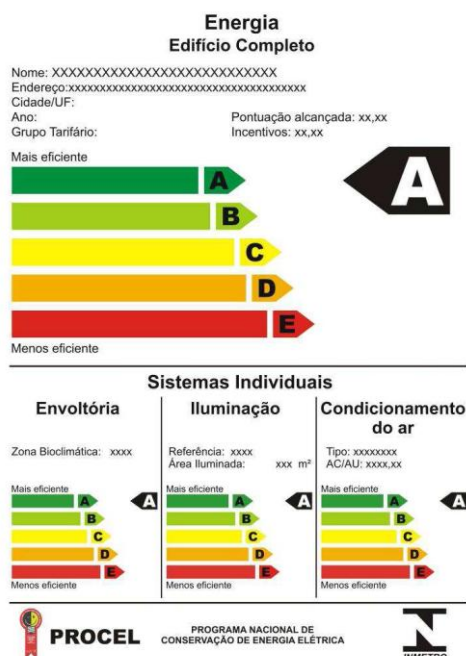 Energia
Edifício Completo
Nome: XXXXXXXXXXXXXXXXXXXXXXXXXXX
Endereço:xxxxxxxxxxxxxxxxxxxxxxxxxxxxxxxxxxxxxxxx
Cidade/UF:
Ano: Pontuação alcançada: xx,xx
Grupo Tarifário: Incentivos: xx,xx
Mais eficiente
A
A
B
C
D
E
Menos eficiente
Sistemas Individuais
Envoltória
Zona Bioclimática: xxxx
Mais eficiente
A A
B
C
D
E
Menos eficiente
Iluminação
Referência: xxxx
Área Iluminada: xxx m²
Mais eficiente
A A
B
C
D
E
Menos eficiente
Condicionamento
do ar
Tipo: xxxxxxxx
AC/AU: xxxx,xx
Mais eficiente
A A
B
C
D
E
Menos eficiente
PROCEL
PROGRAMA NACIONAL DE
CONSERVAÇÃO DE ENERGIA ELÉTRICA
INMETRO